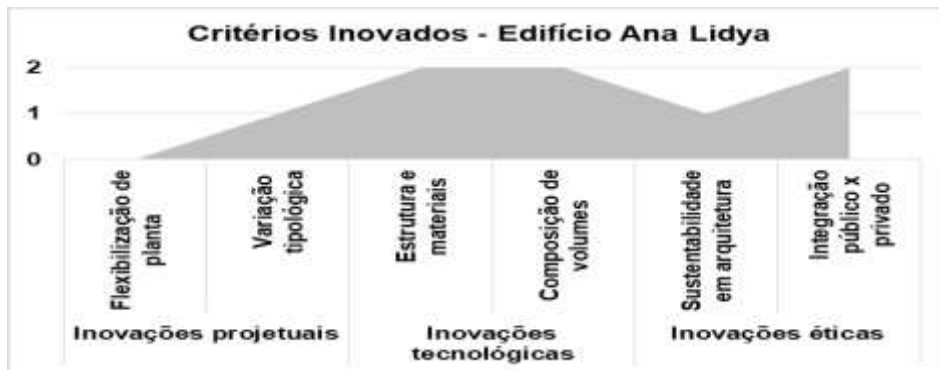 Critérios Inovados - Edifício Ana Lidya
2
1
0
Flexibilização de
planta
Variação
tipológica
Estrutura e
materiais
Composição de
volumes
Sustentabilidade
em arquitetura
Integração
público x
privado
Inovações projetuais
Inovações
tecnológicas
Inovações éticas